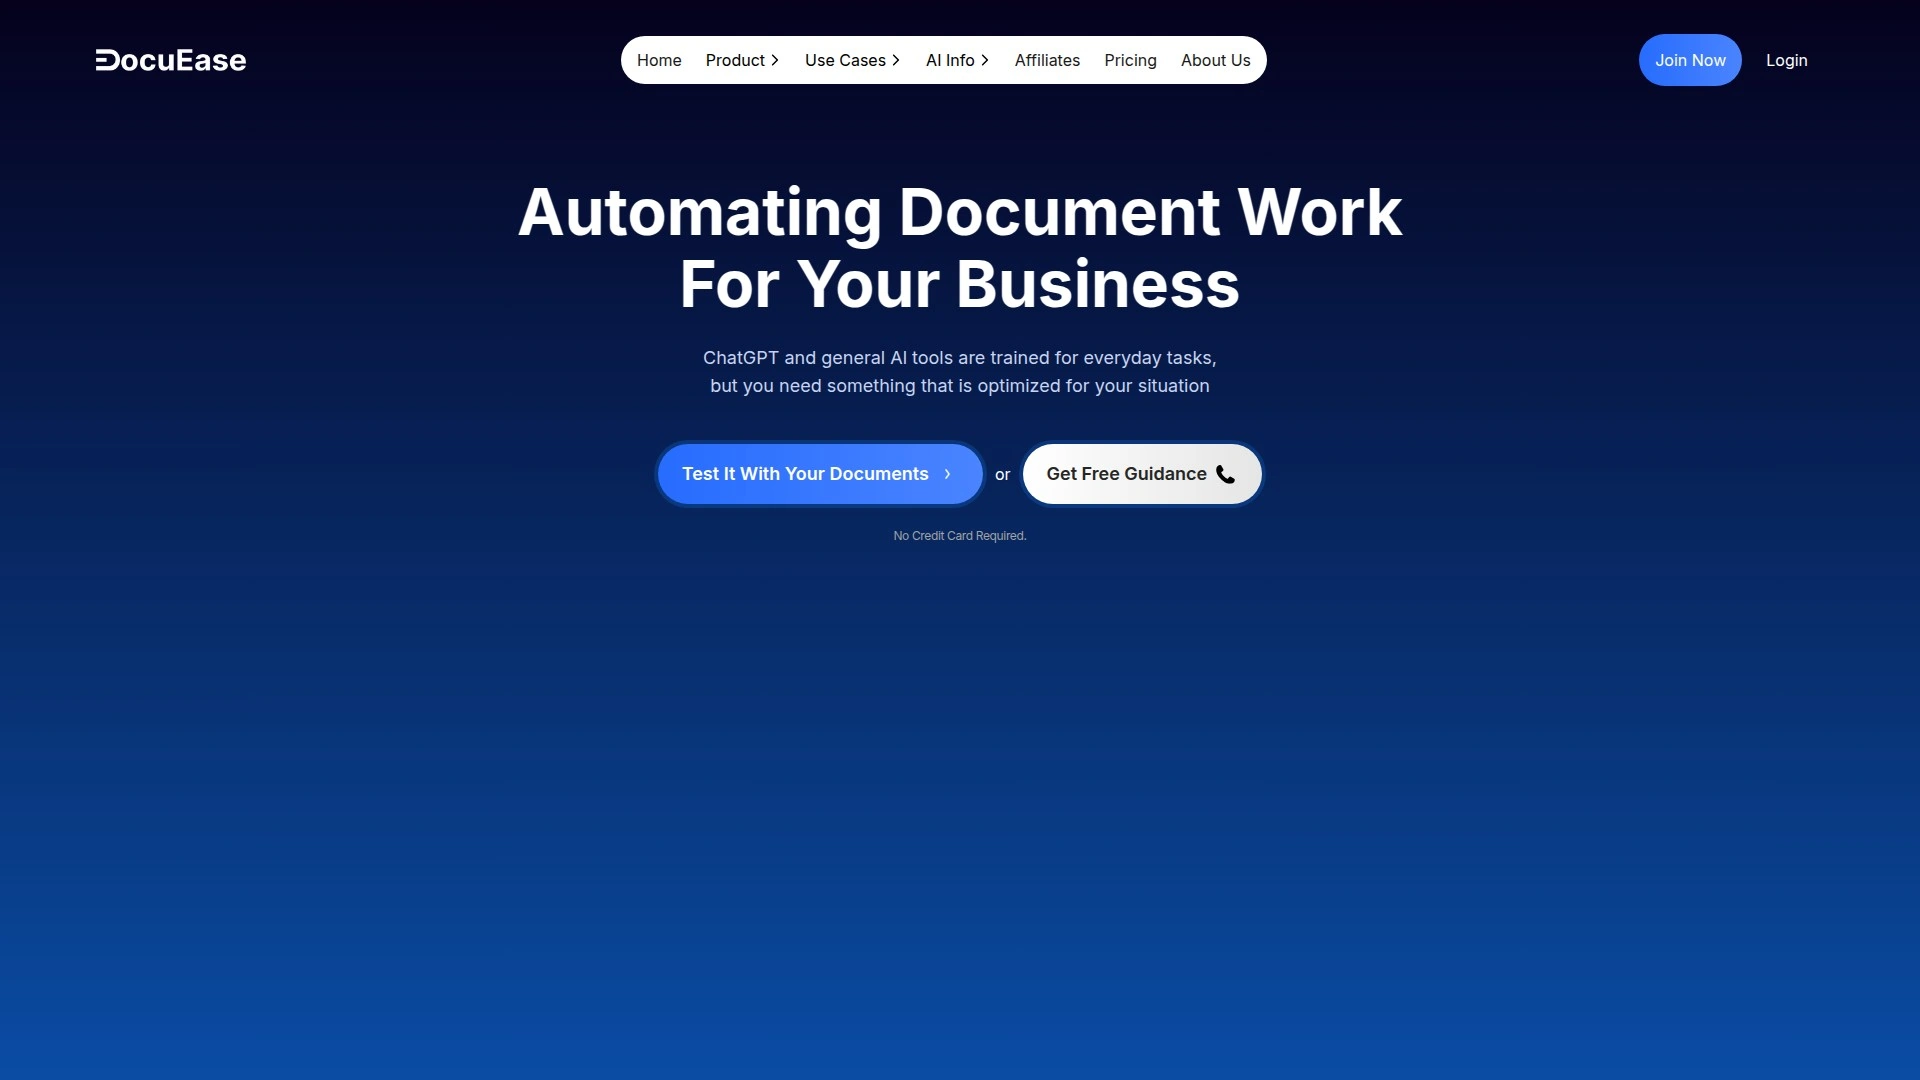 DocuEase
Home Product Use Cases AI Info Affiliates Pricing About Us
Join Now Login
Automating Document Work
For Your Business
ChatGPT and general AI tools are trained for everyday tasks,
but you need something that is optimized for your situation
Test It With Your Documents or Get Free Guidance
No Credit Card Required.